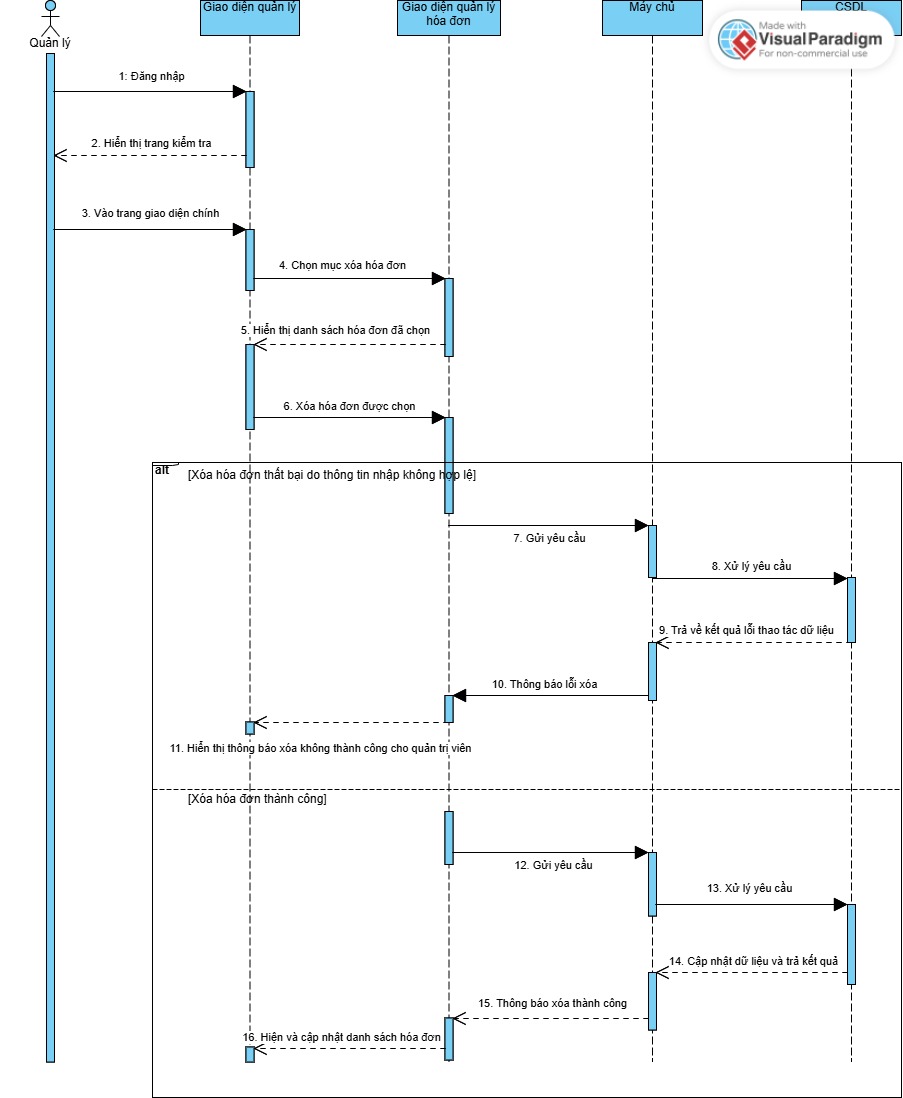 Giao diện quản lý
Giao diện quản lý
hóa đơn
Máy chủ
CSDL
Made with
VisualParadigm
For non-commercial use
Quản lý
1: Đăng nhập
2. Hiển thị trang kiểm tra
3. Vào trang giao diện chính
4. Chọn mục xóa hóa đơn
5. Hiển thị danh sách hóa đơn đã chọn
6. Xóa hóa đơn được chọn
alt
[Xóa hóa đơn thất bại do thông tin nhập không hợp lệ]
7. Gửi yêu cầu
8. Xử lý yêu cầu
9. Trả về kết quả lỗi thao tác dữ liệu
10. Thông báo lỗi xóa
11. Hiển thị thông báo xóa không thành công cho quản trị viên
[Xóa hóa đơn thành công]
12. Gửi yêu cầu
13. Xử lý yêu cầu
14. Cập nhật dữ liệu và trả kết quả
15. Thông báo xóa thành công
16. Hiện và cập nhật danh sách hóa đơn